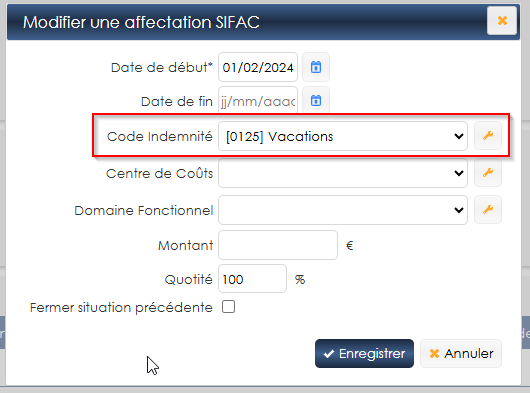 Modifier une affectation SIFAC
Date de début* 01/02/2024
Date de fin jj/mm/aaac
Code Indemnité [0125] Vacations
Centre de Coûts
Domaine Fonctionnel
Montant €
Quotité 100 %
Fermer situation précédente
Enregistrer Annuler